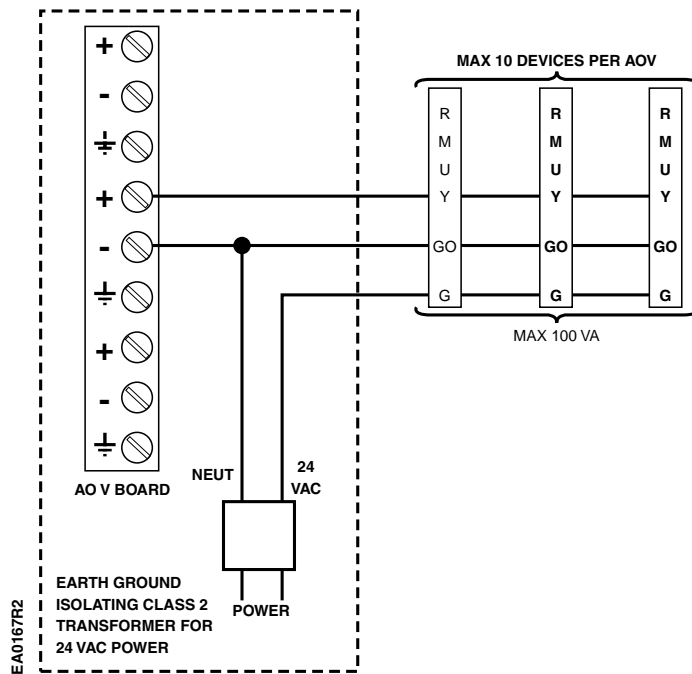 MAX 10 DEVICES PER AOV
+
-
⏚
+
-
⏚
+
-
⏚
AO V BOARD
R
M
U
Y
GO
G
R
M
U
Y
GO
G
R
M
U
Y
GO
G
MAX 100 VA
NEUT
24
VAC
POWER
EARTH GROUND
ISOLATING CLASS 2
TRANSFORMER FOR
24 VAC POWER
EA0167R2